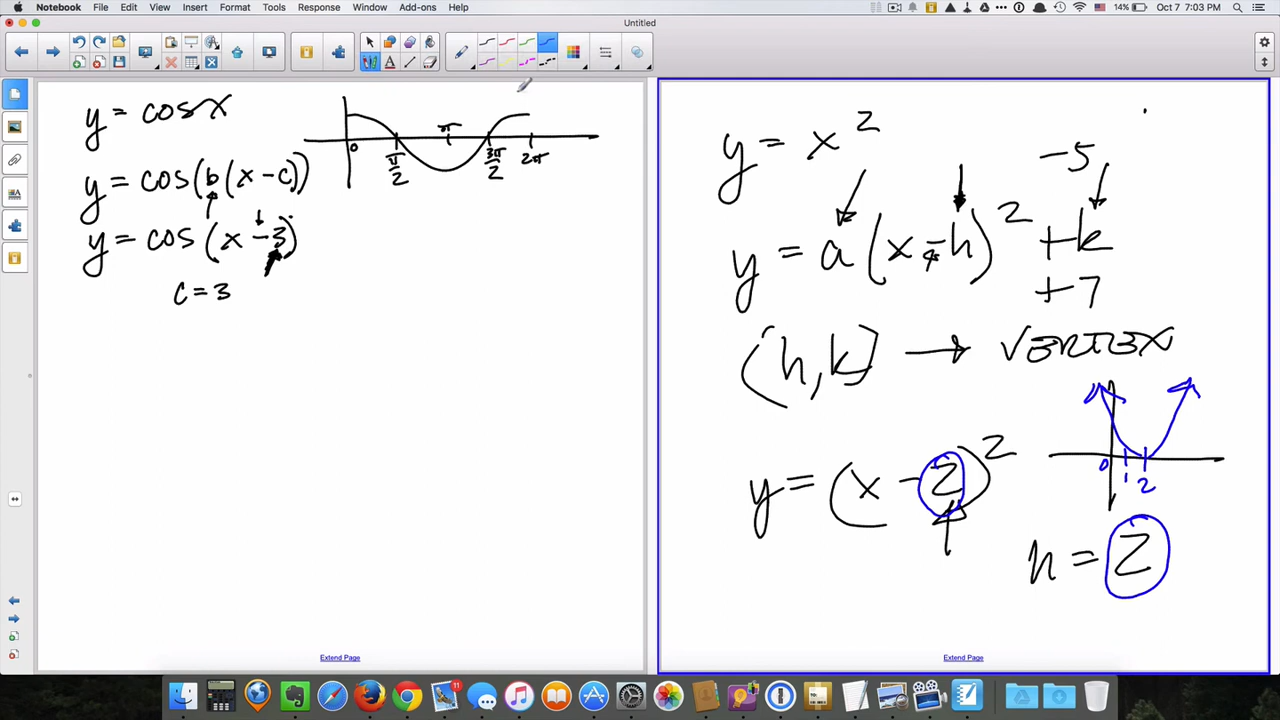 Notebook File Edit View Insert Format Tools Response Window Add-ons Help 14% Oct 7 7:03 PM
Untitled
y = cos x
0 π/2 π 3π/2 2π
y = cos(b(x - c))
y = cos(x - 3)
c = 3
Extend Page
y = x²
-5
y = a(x - h)² + k
+7
(h, k) → VERTEX
y = (x - 2)²
0 1 2
h = 2
Extend Page
11